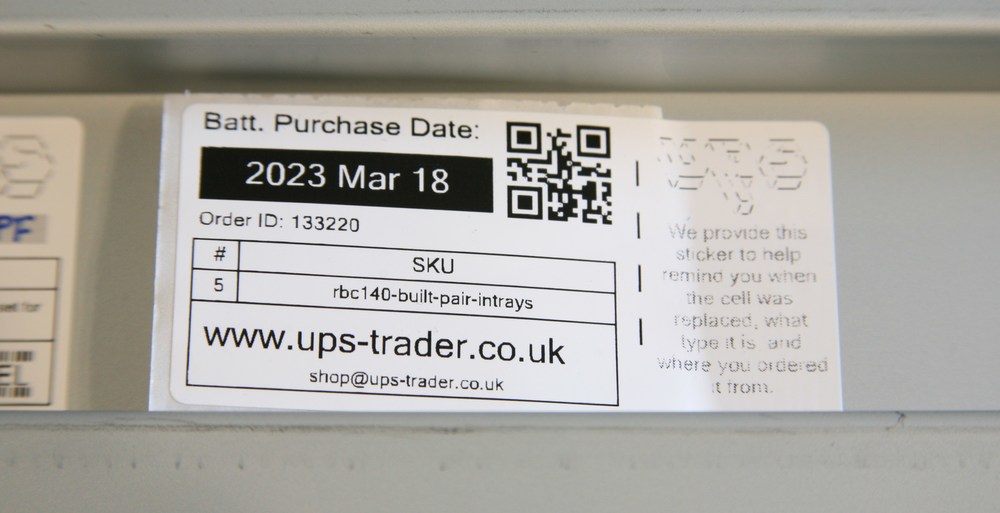 Batt. Purchase Date:
2023 Mar 18
Order ID: 133220
# SKU
5 rbc140-built-pair-intrays
www.ups-trader.co.uk
shop@ups-trader.co.uk
We provide this
sticker to help
remind you when
the cell was
replaced, what
type it is and
where you ordered
it from.
PF
EL